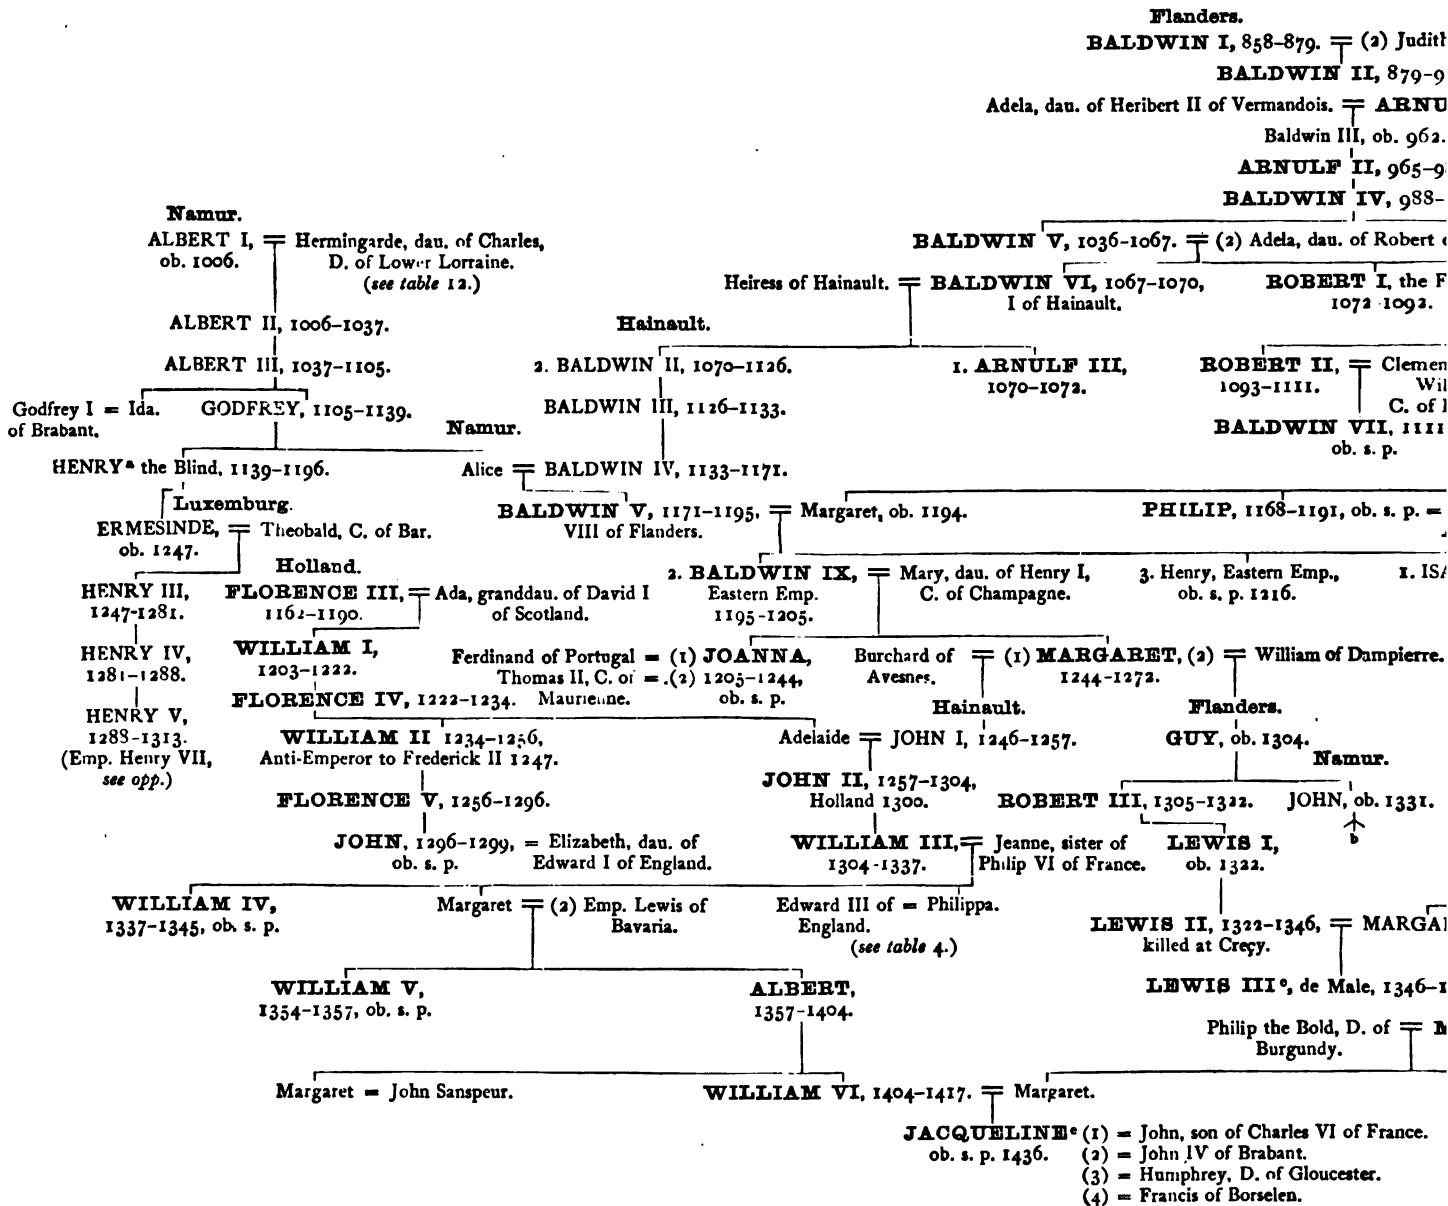 Flanders.
BALDWIN I, 858–879. = (2) Judith
BALDWIN II, 879–9
Adela, dau. of Heribert II of Vermandois. = ARNU
Baldwin III, ob. 962.
ARNULF II, 965–9
Namur.
BALDWIN IV, 988–
ALBERT I, = Hermingarde, dau. of Charles,
BALDWIN V, 1036–1067. = (2) Adela, dau. of Robert
ob. 1006.
D. of Lower Lorraine.
(see table 12.)
Heiress of Hainault. = BALDWIN VI, 1067–1070,
ROBERT I, the F
I of Hainault.
1072 1092.
ALBERT II, 1006–1037.
Hainault.
ALBERT III, 1037–1105.
2. BALDWIN II, 1070–1126.
1. ARNULF III,
ROBERT II, = Clemen
1070–1072.
1093–1111.
Wil
Godfrey I = Ida.
GODFREY, 1105–1139.
BALDWIN III, 1126–1133.
C. of
of Brabant.
Namur.
BALDWIN VII, 1111
ob. s. p.
HENRY a the Blind, 1139–1196.
Alice = BALDWIN IV, 1133–1171.
Luxemburg.
BALDWIN V, 1171–1195, = Margaret, ob. 1194.
PHILIP, 1168–1191, ob. s. p. =
VIII of Flanders.
ERMESINDE, = Theobald, C. of Bar.
ob. 1247.
Holland.
2. BALDWIN IX, = Mary, dau. of Henry I,
3. Henry, Eastern Emp.,
1. ISA
Eastern Emp.
C. of Champagne.
ob. s. p. 1216.
1195–1205.
HENRY III,
FLORENCE III, = Ada, granddau. of David I
1247–1281.
1162–1190.
of Scotland.
HENRY IV,
WILLIAM I,
Ferdinand of Portugal = (1) JOANNA,
Burchard of = (1) MARGARET, (2) = William of Dampierre.
1281–1288.
1203–1222.
Thomas II, C. of = (2) 1205–1244,
Avesnes.
1244–1272.
FLORENCE IV, 1222–1234.
Maurienne.
ob. s. p.
HENRY V,
Hainault.
Flanders.
1288–1313.
WILLIAM II 1234–1256,
Adelaide = JOHN I, 1246–1257.
GUY, ob. 1304.
(Emp. Henry VII,
Anti-Emperor to Frederick II 1247.
Namur.
see opp.)
JOHN II, 1257–1304,
FLORENCE V, 1256–1296.
Holland 1300.
ROBERT III, 1305–1322.
JOHN, ob. 1331.
b
JOHN, 1296–1299, = Elizabeth, dau. of
WILLIAM III, = Jeanne, sister of
LEWIS I,
ob. s. p.
Edward I of England.
1304–1337.
Philip VI of France.
ob. 1322.
WILLIAM IV,
Margaret = (2) Emp. Lewis of
Edward III of = Philippa.
1337–1345, ob. s. p.
Bavaria.
England.
LEWIS II, 1322–1346, = MARGA
(see table 4.)
killed at Creçy.
WILLIAM V,
ALBERT,
LEWIS III c, de Male, 1346–1
1354–1357, ob. s. p.
1357–1404.
Philip the Bold, D. of =
Burgundy.
Margaret = John Sanspeur.
WILLIAM VI, 1404–1417. = Margaret.
JACQUELINE e (1) = John, son of Charles VI of France.
ob. s. p. 1436.
(2) = John IV of Brabant.
(3) = Humphrey, D. of Gloucester.
(4) = Francis of Borselen.